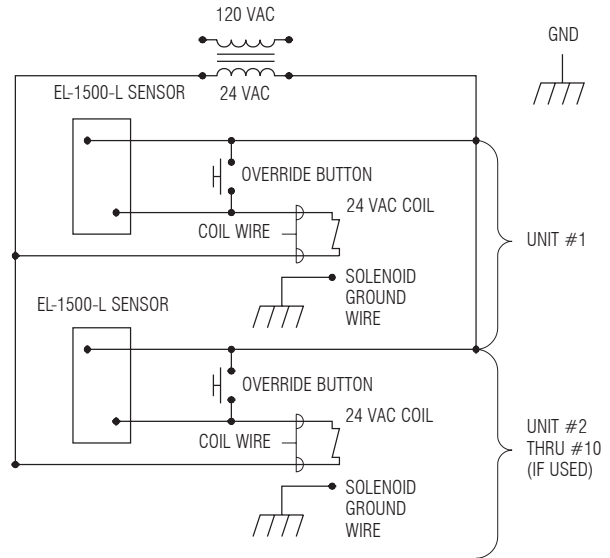 120 VAC
GND
24 VAC
EL-1500-L SENSOR
OVERRIDE BUTTON
24 VAC COIL
COIL WIRE
UNIT #1
SOLENOID
GROUND
WIRE
EL-1500-L SENSOR
OVERRIDE BUTTON
24 VAC COIL
COIL WIRE
UNIT #2
THRU #10
(IF USED)
SOLENOID
GROUND
WIRE